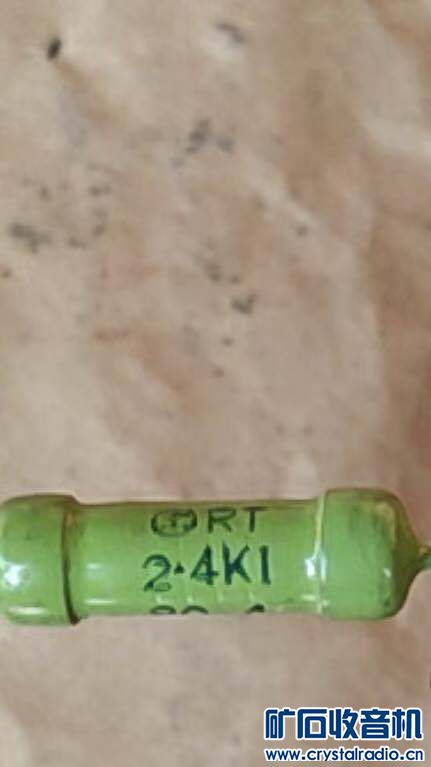 RT
2·4KI
矿石收音机
www.crystalradio.cn